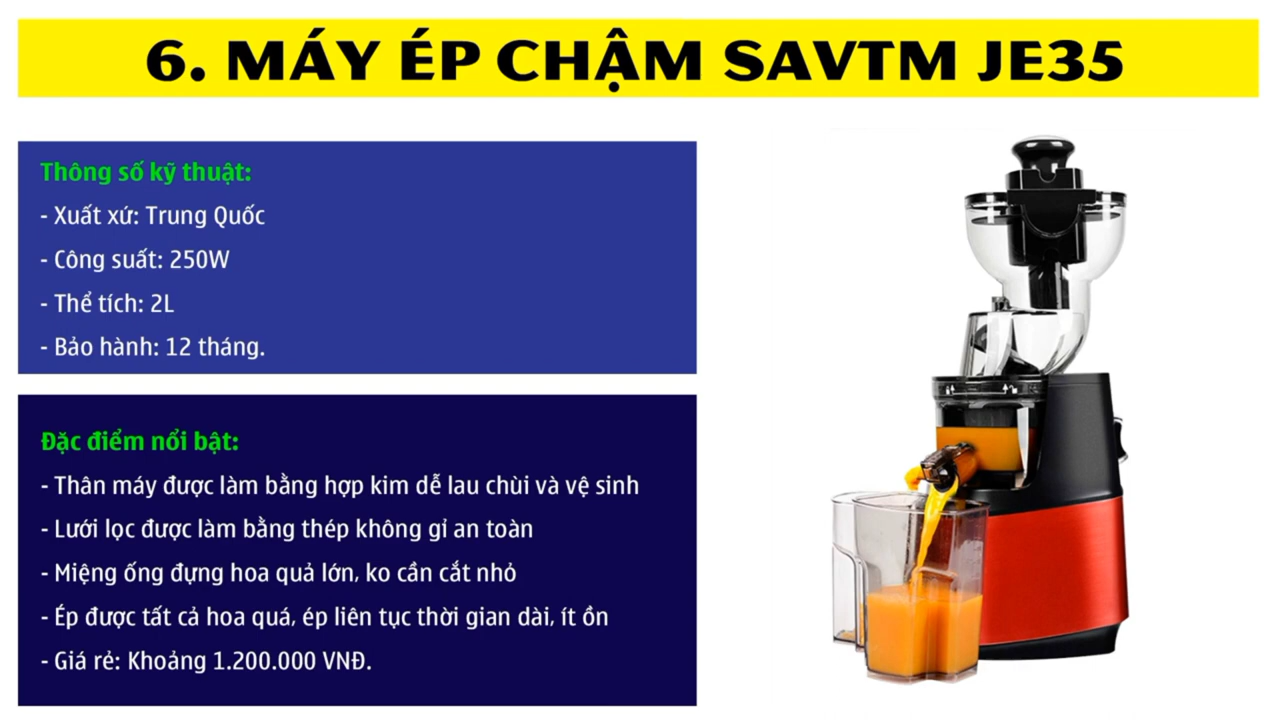 6. MÁY ÉP CHẬM SAVTM JE35
Thông số kỹ thuật:
- Xuất xứ: Trung Quốc
- Công suất: 250W
- Thể tích: 2L
- Bảo hành: 12 tháng.
Đặc điểm nổi bật:
- Thân máy được làm bằng hợp kim dễ lau chùi và vệ sinh
- Lưới lọc được làm bằng thép không gỉ an toàn
- Miệng ống đựng hoa quả lớn, ko cần cắt nhỏ
- Ép được tất cả hoa quá, ép liên tục thời gian dài, ít ồn
- Giá rẻ: Khoảng 1.200.000 VNĐ.